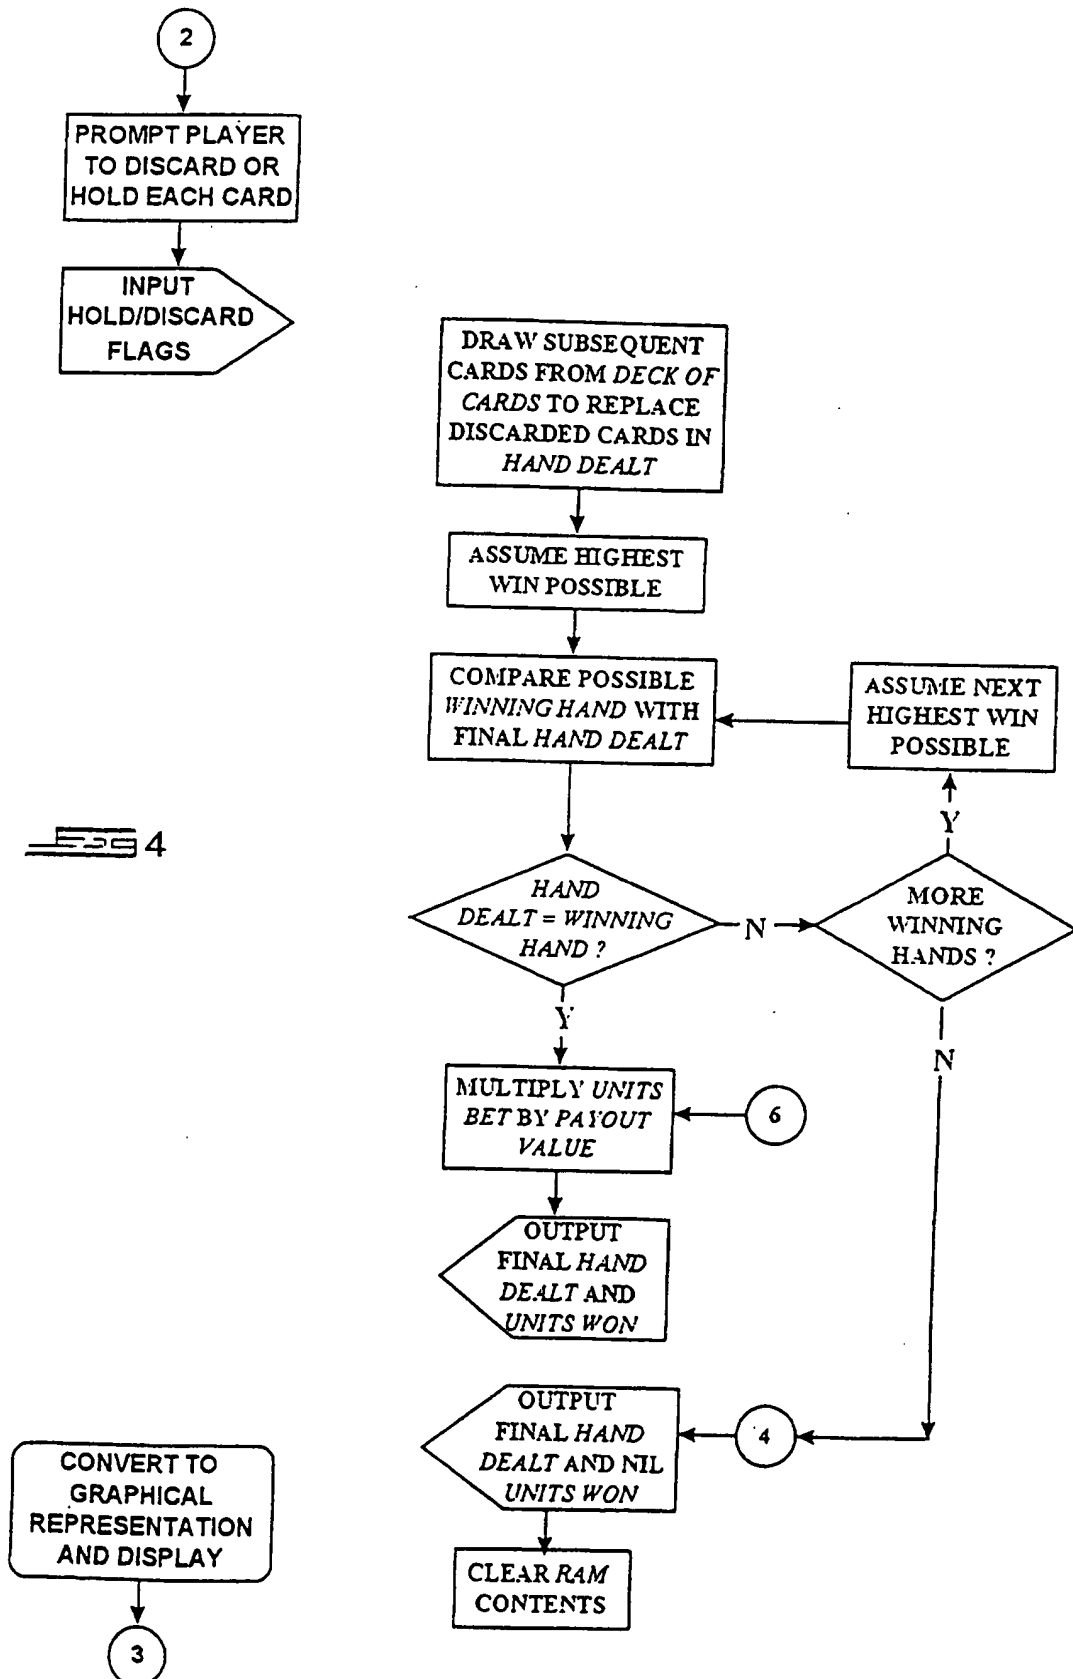 2
PROMPT PLAYER
TO DISCARD OR
HOLD EACH CARD
INPUT
HOLD/DISCARD
FLAGS
DRAW SUBSEQUENT
CARDS FROM DECK OF
CARDS TO REPLACE
DISCARDED CARDS IN
HAND DEALT
ASSUME HIGHEST
WIN POSSIBLE
COMPARE POSSIBLE
WINNING HAND WITH
FINAL HAND DEALT
ASSUME NEXT
HIGHEST WIN
POSSIBLE
Y
4
HAND
DEALT = WINNING
HAND ?
N
MORE
WINNING
HANDS ?
Y
N
MULTIPLY UNITS
BET BY PAYOUT
VALUE
6
OUTPUT
FINAL HAND
DEALT AND
UNITS WON
OUTPUT
FINAL HAND
DEALT AND NIL
UNITS WON
4
CONVERT TO
GRAPHICAL
REPRESENTATION
AND DISPLAY
CLEAR RAM
CONTENTS
3